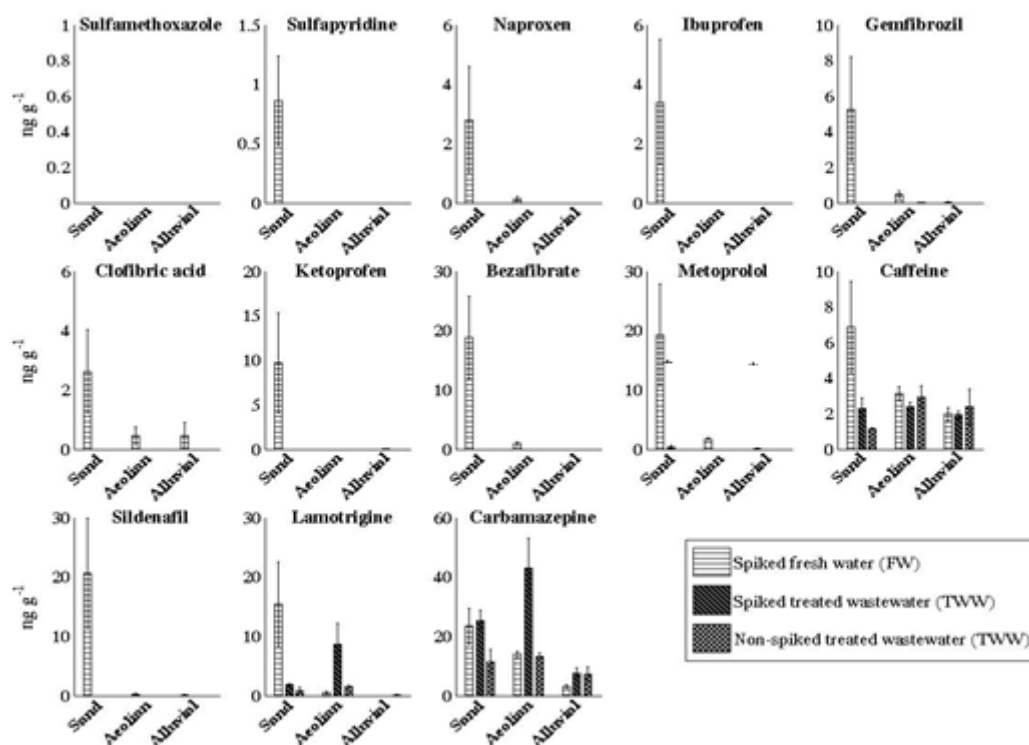 Sulfamethoxazole
1
0.8
0.6
0.4
0.2
0
ng g-1
Sand
Aeolian
Alluvial
Sulfapyridine
1.5
1
0.5
0
Sand
Aeolian
Alluvial
Naproxen
6
4
2
0
Sand
Aeolian
Alluvial
Ibuprofen
6
4
2
0
Sand
Aeolian
Alluvial
Gemfibrozil
10
8
6
4
2
0
Sand
Aeolian
Alluvial
Clofibric acid
6
4
2
0
ng g-1
Sand
Aeolian
Alluvial
Ketoprofen
20
15
10
5
0
Sand
Aeolian
Alluvial
Bezafibrate
30
20
10
0
Sand
Aeolian
Alluvial
Metoprolol
30
20
10
0
Sand
Aeolian
Alluvial
Caffeine
10
8
6
4
2
0
Sand
Aeolian
Alluvial
Sildenafil
30
20
10
0
ng g-1
Sand
Aeolian
Alluvial
Lamotrigine
30
20
10
0
Sand
Aeolian
Alluvial
Carbamazepine
60
40
20
0
Sand
Aeolian
Alluvial
Spiked fresh water (FW)
Spiked treated wastewater (TWW)
Non-spiked treated wastewater (TWW)